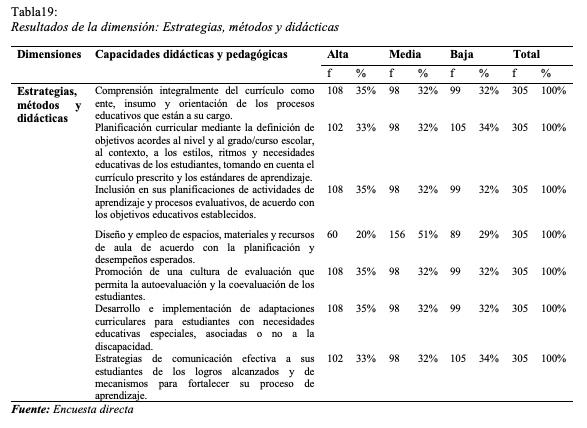 Tabla19:
Resultados de la dimensión: Estrategias, métodos y didácticas
Dimensiones Capacidades didácticas y pedagógicas Alta Media Baja Total
f % f % f % f %
Estrategias, métodos y didácticas
Comprensión integralmente del currículo como 108 35% 98 32% 99 32% 305 100%
ente, insumo y orientación de los procesos
educativos que están a su cargo.
Planificación curricular mediante la definición de 102 33% 98 32% 105 34% 305 100%
objetivos acordes al nivel y al grado/curso escolar,
al contexto, a los estilos, ritmos y necesidades
educativas de los estudiantes, tomando en cuenta el
currículo prescrito y los estándares de aprendizaje.
Inclusión en sus planificaciones de actividades de 108 35% 98 32% 99 32% 305 100%
aprendizaje y procesos evaluativos, de acuerdo con
los objetivos educativos establecidos.
Diseño y empleo de espacios, materiales y recursos 60 20% 156 51% 89 29% 305 100%
de aula de acuerdo con la planificación y
desempeños esperados.
Promoción de una cultura de evaluación que 108 35% 98 32% 99 32% 305 100%
permita la autoevaluación y la coevaluación de los
estudiantes.
Desarrollo e implementación de adaptaciones 108 35% 98 32% 99 32% 305 100%
curriculares para estudiantes con necesidades
educativas especiales, asociadas o no a la
discapacidad.
Estrategias de comunicación efectiva a sus 102 33% 98 32% 105 34% 305 100%
estudiantes de los logros alcanzados y de
mecanismos para fortalecer su proceso de
aprendizaje.
Fuente: Encuesta directa